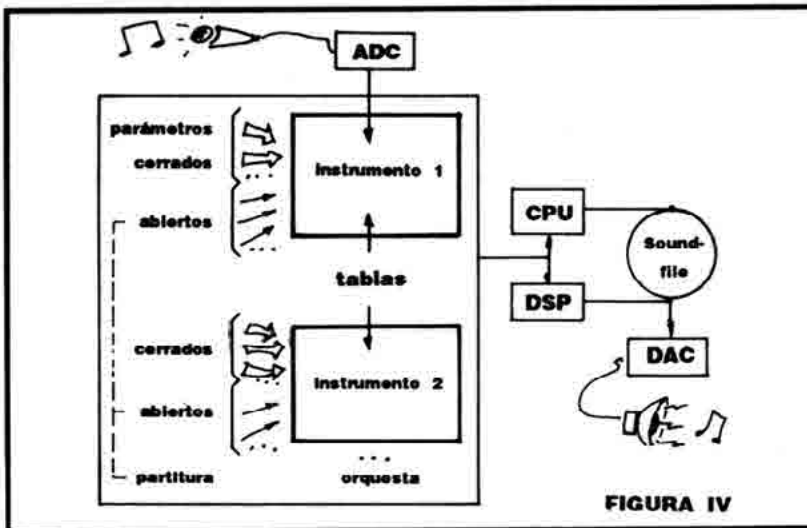 ADC
parámetros
cerrados
Instrumento 1
abiertos
tablas
CPU
DSP
Sound-
file
DAC
cerrados
Instrumento 2
abiertos
partitura
orquesta
FIGURA IV